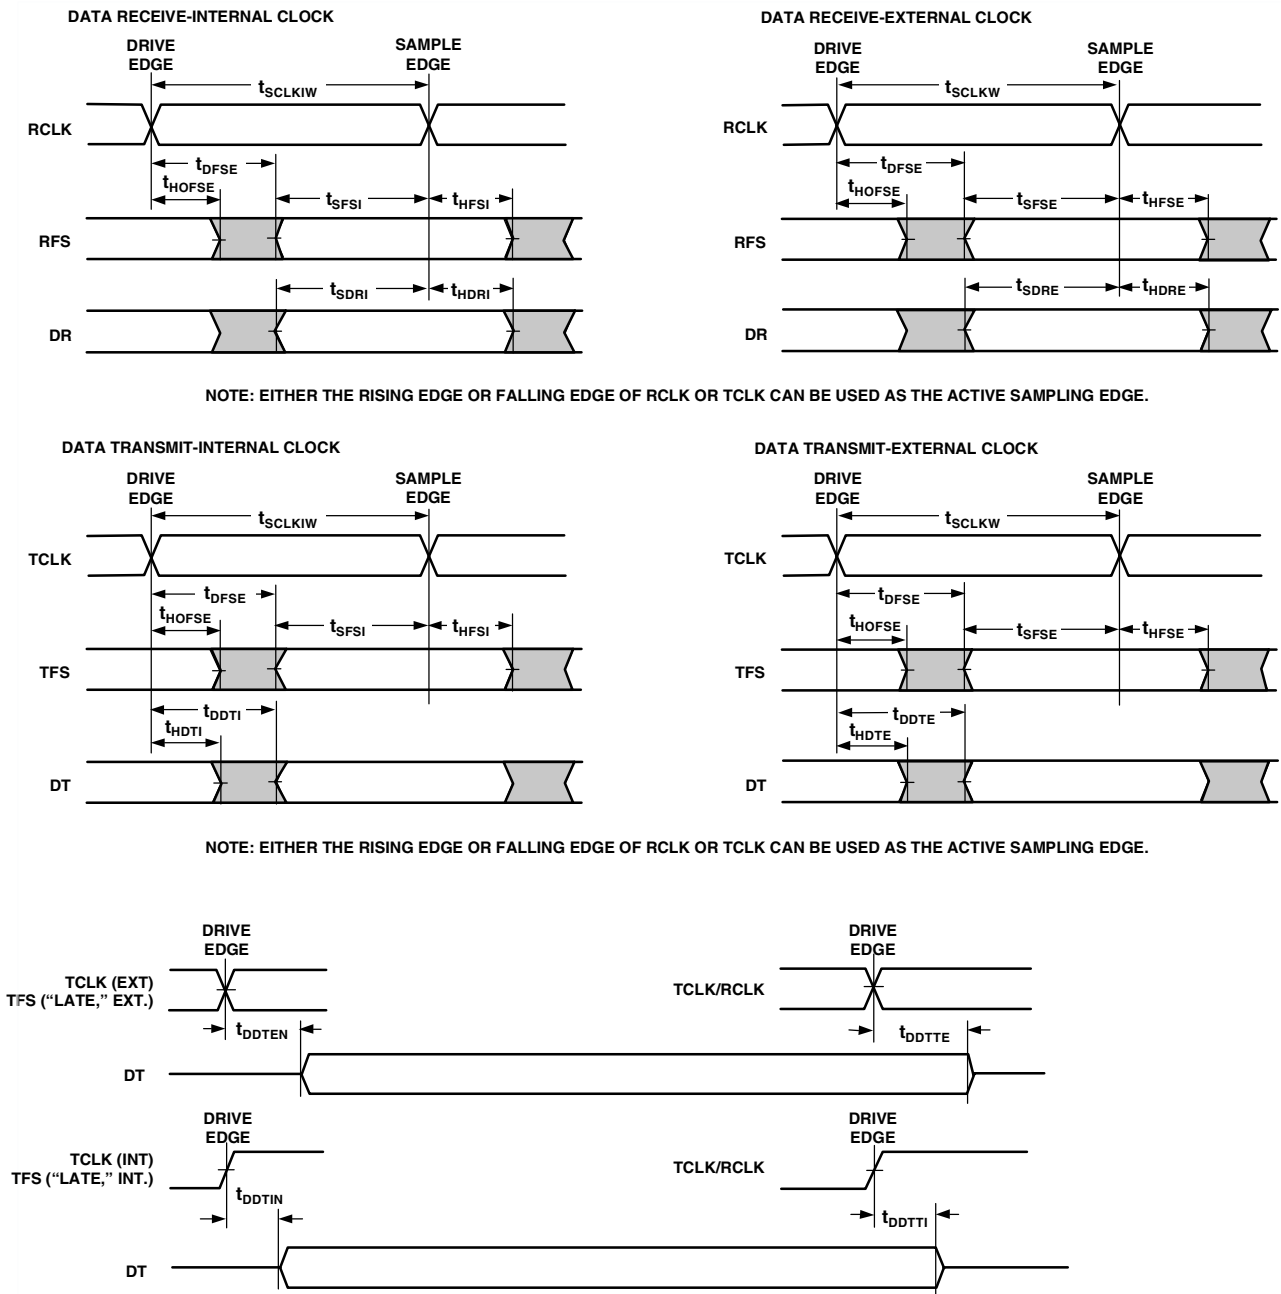 DATA RECEIVE-INTERNAL CLOCK
DRIVE
EDGE
SAMPLE
EDGE
tSCLKIW
RCLK
tDFSE
tHOFSE
tSFSI
tHFSI
RFS
tSDRI
tHDRI
DR
DATA RECEIVE-EXTERNAL CLOCK
DRIVE
EDGE
SAMPLE
EDGE
tSCLKW
RCLK
tDFSE
tHOFSE
tSFSE
tHFSE
RFS
tSDRE
tHDRE
DR
NOTE: EITHER THE RISING EDGE OR FALLING EDGE OF RCLK OR TCLK CAN BE USED AS THE ACTIVE SAMPLING EDGE.
DATA TRANSMIT-INTERNAL CLOCK
DRIVE
EDGE
SAMPLE
EDGE
tSCLKIW
TCLK
tDFSE
tHOFSE
tSFSI
tHFSI
TFS
tDDTI
tHDTI
DT
DATA TRANSMIT-EXTERNAL CLOCK
DRIVE
EDGE
SAMPLE
EDGE
tSCLKW
TCLK
tDFSE
tHOFSE
tSFSE
tHFSE
TFS
tDDTE
tHDTE
DT
NOTE: EITHER THE RISING EDGE OR FALLING EDGE OF RCLK OR TCLK CAN BE USED AS THE ACTIVE SAMPLING EDGE.
DRIVE
EDGE
TCLK (EXT)
TFS (“LATE,” EXT.)
tDDTEN
DRIVE
EDGE
TCLK/RCLK
tDDTTE
DT
DRIVE
EDGE
TCLK (INT)
TFS (“LATE,” INT.)
tDDTIN
DRIVE
EDGE
TCLK/RCLK
tDDTTI
DT